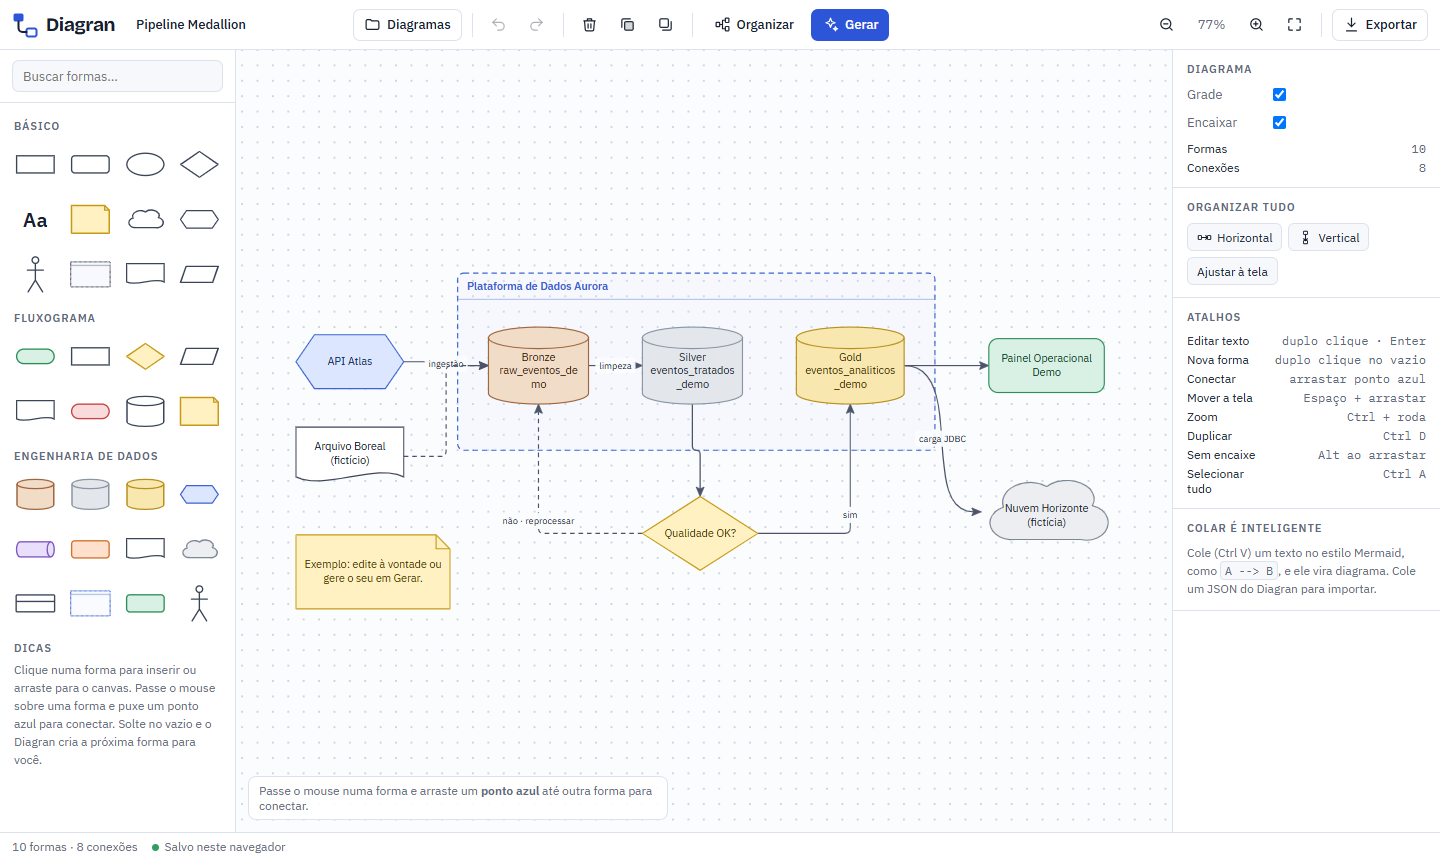 Diagran
Pipeline Medallion
Diagramas
Organizar
Gerar
77%
Exportar
Buscar formas...
BÁSICO
Aa
FLUXOGRAMA
ENGENHARIA DE DADOS
DICAS
Clique numa forma para inserir ou
arraste para o canvas. Passe o mouse
sobre uma forma e puxe um ponto
azul para conectar. Solte no vazio e o
Diagran cria a próxima forma para
você.
Plataforma de Dados Aurora
API Atlas
ingestão
Bronze
raw_eventos_de
mo
limpeza
Silver
eventos_tratados
_demo
Gold
eventos_analiticos
_demo
Painel Operacional
Demo
Arquivo Boreal
(fictício)
carga JDBC
não · reprocessar
Qualidade OK?
sim
Nuvem Horizonte
(fictícia)
Exemplo: edite à vontade ou
gere o seu em Gerar.
Passe o mouse numa forma e arraste um ponto azul até outra forma para
conectar.
DIAGRAMA
Grade
Encaixar
Formas 10
Conexões 8
ORGANIZAR TUDO
Horizontal
Vertical
Ajustar à tela
ATALHOS
Editar texto duplo clique · Enter
Nova forma duplo clique no vazio
Conectar arrastar ponto azul
Mover a tela Espaço + arrastar
Zoom Ctrl + roda
Duplicar Ctrl D
Sem encaixe Alt ao arrastar
Selecionar Ctrl A
tudo
COLAR É INTELIGENTE
Cole (Ctrl V) um texto no estilo Mermaid,
como A --> B, e ele vira diagrama. Cole
um JSON do Diagran para importar.
10 formas · 8 conexões
Salvo neste navegador